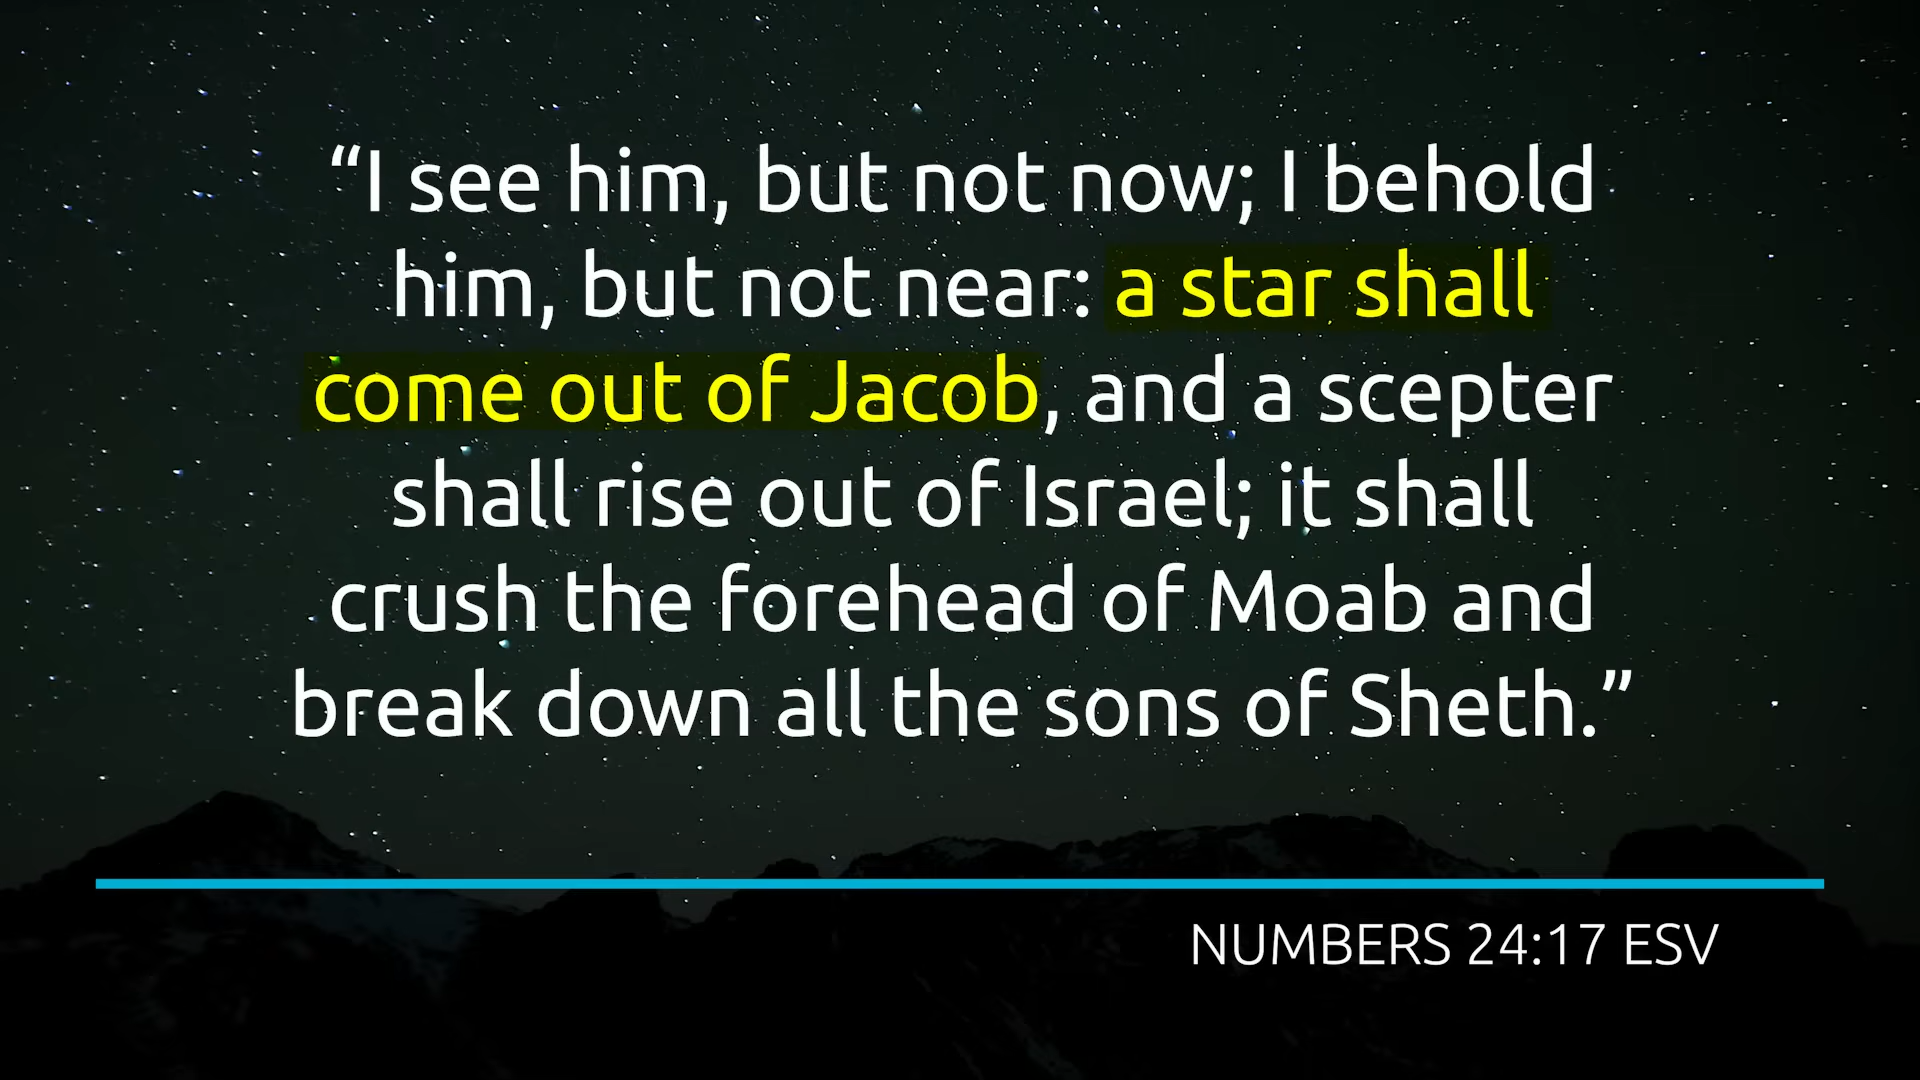 “I see him, but not now; I behold
him, but not near: a star shall
come out of Jacob, and a scepter
shall rise out of Israel; it shall
crush the forehead of Moab and
break down all the sons of Sheth.”
NUMBERS 24:17 ESV